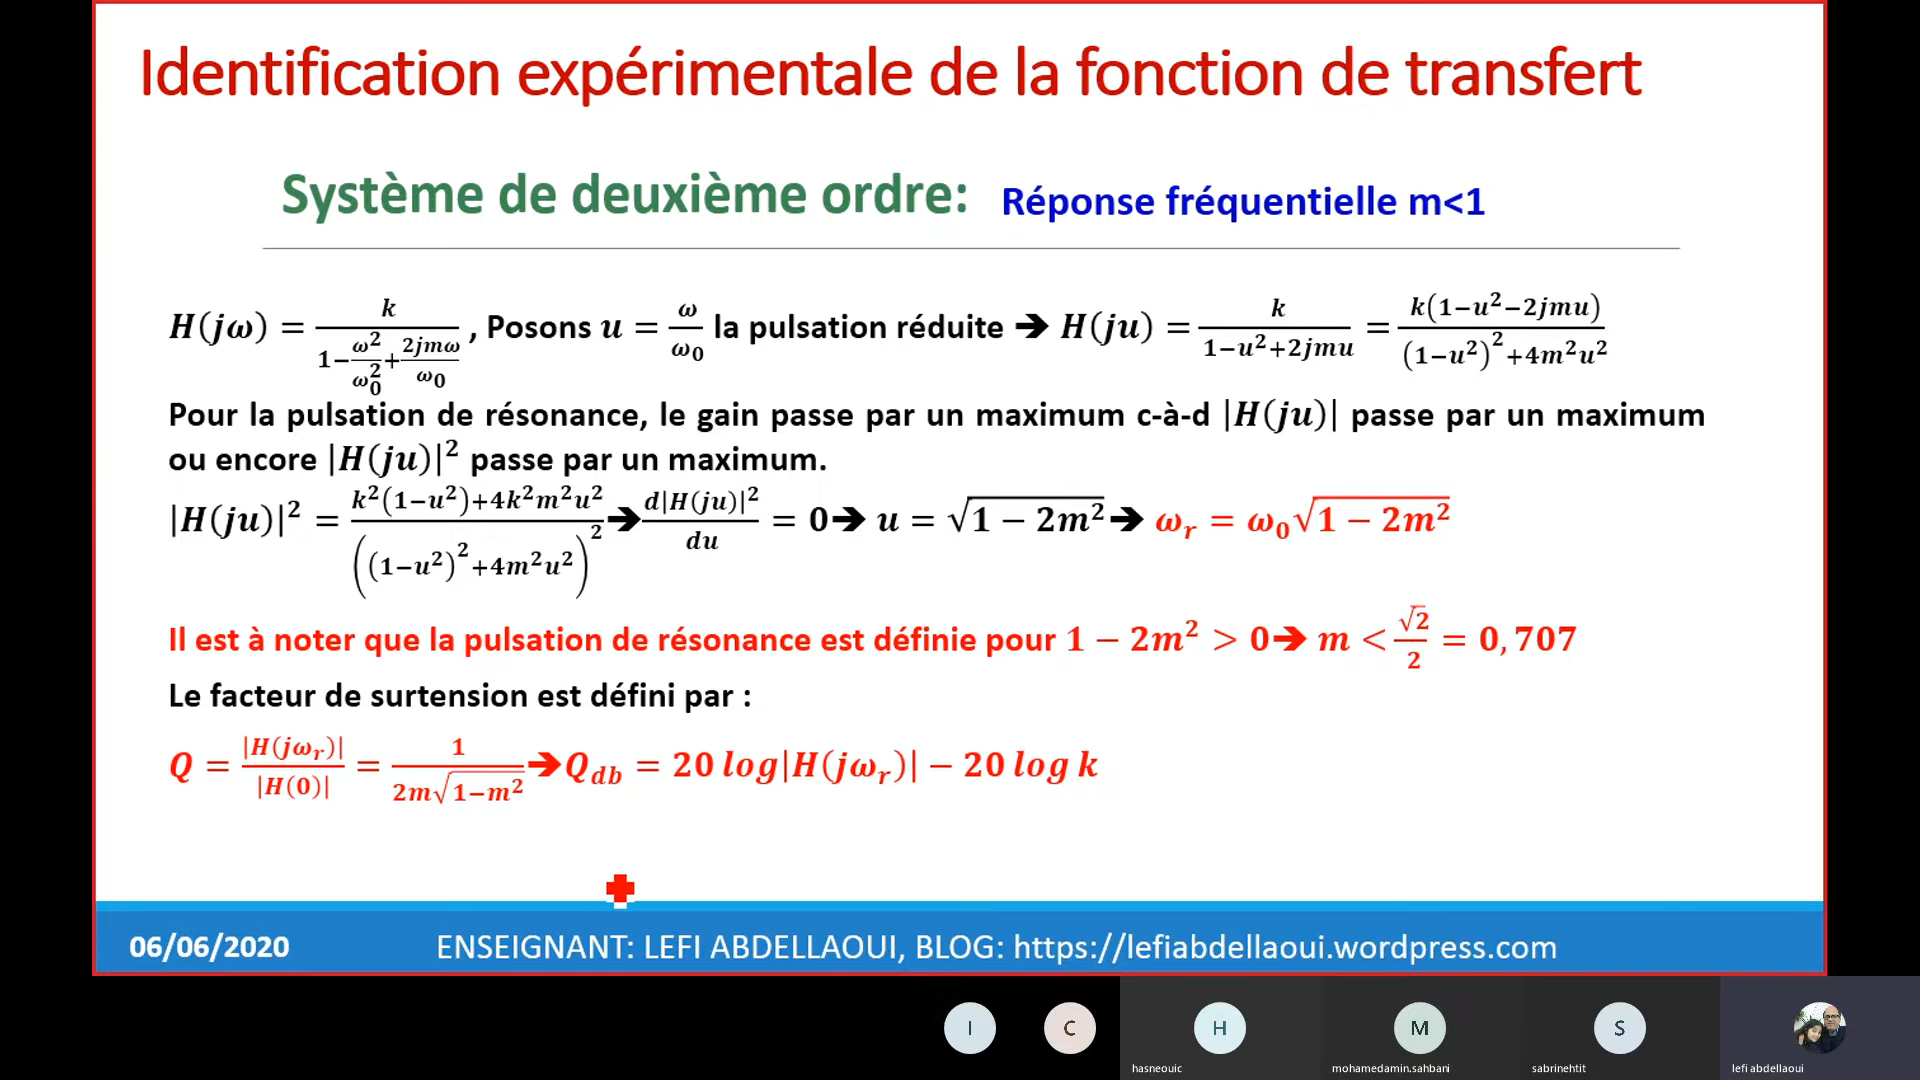 Identification expérimentale de la fonction de transfert
Système de deuxième ordre: Réponse fréquentielle m<1
H(jω) = k / (1 − ω²/ω₀² + 2jmω/ω₀) , Posons u = ω/ω₀ la pulsation réduite ➔ H(ju) = k / (1−u²+2jmu) = k(1−u²−2jmu) / ((1−u²)²+4m²u²)
Pour la pulsation de résonance, le gain passe par un maximum c-à-d |H(ju)| passe par un maximum
ou encore |H(ju)|² passe par un maximum.
|H(ju)|² = (k²(1−u²)+4k²m²u²) / ((1−u²)²+4m²u²)² ➔ d|H(ju)|²/du = 0 ➔ u = √(1 − 2m²) ➔ ωᵣ = ω₀√(1 − 2m²)
Il est à noter que la pulsation de résonance est définie pour 1 − 2m² > 0 ➔ m < √2/2 = 0, 707
Le facteur de surtension est défini par :
Q = |H(jωᵣ)| / |H(0)| = 1 / (2m√(1−m²)) ➔ Q_db = 20 log|H(jωᵣ)| − 20 log k
06/06/2020 ENSEIGNANT: LEFI ABDELLAOUI, BLOG: https://lefiabdellaoui.wordpress.com
I C H M S
hasneouic mohamedamin.sahbani sabrinehtit lefi abdellaoui